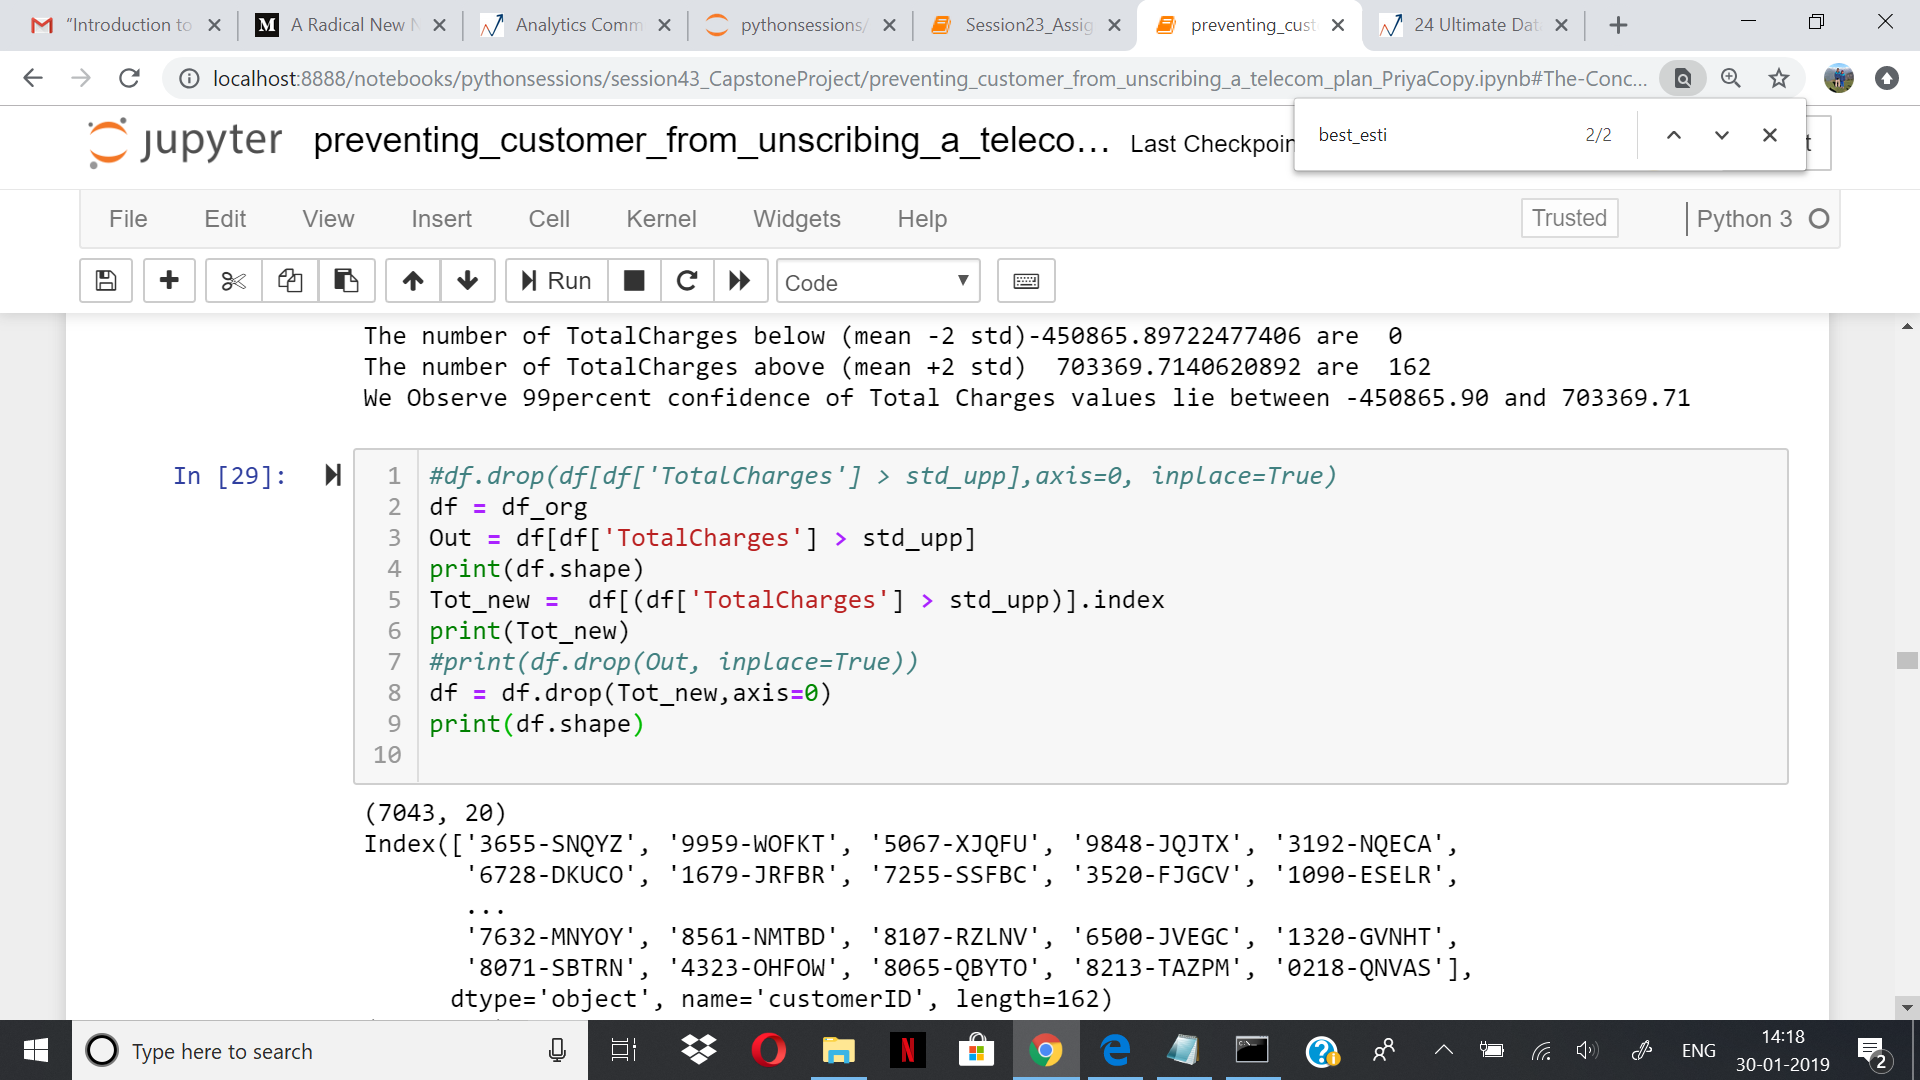 "Introduction to
A Radical New N
Analytics Comm
pythonsessions/
Session23_Assig
preventing_cust
24 Ultimate Dat
localhost:8888/notebooks/pythonsessions/session43_CapstoneProject/preventing_customer_from_unscribing_a_telecom_plan_PriyaCopy.ipynb#The-Conc...
best_esti 2/2
jupyter preventing_customer_from_unscribing_a_teleco... Last Checkpoin t
File Edit View Insert Cell Kernel Widgets Help Trusted Python 3
Run Code
The number of TotalCharges below (mean -2 std)-450865.89722477406 are  0
The number of TotalCharges above (mean +2 std)  703369.7140620892 are  162
We Observe 99percent confidence of Total Charges values lie between -450865.90 and 703369.71
In [29]:
1 #df.drop(df[df['TotalCharges'] > std_upp],axis=0, inplace=True)
2 df = df_org
3 Out = df[df['TotalCharges'] > std_upp]
4 print(df.shape)
5 Tot_new =  df[(df['TotalCharges'] > std_upp)].index
6 print(Tot_new)
7 #print(df.drop(Out, inplace=True))
8 df = df.drop(Tot_new,axis=0)
9 print(df.shape)
10
(7043, 20)
Index(['3655-SNQYZ', '9959-WOFKT', '5067-XJQFU', '9848-JQJTX', '3192-NQECA',
'6728-DKUCO', '1679-JRFBR', '7255-SSFBC', '3520-FJGCV', '1090-ESELR',
...
'7632-MNYOY', '8561-NMTBD', '8107-RZLNV', '6500-JVEGC', '1320-GVNHT',
'8071-SBTRN', '4323-OHFOW', '8065-QBYTO', '8213-TAZPM', '0218-QNVAS'],
dtype='object', name='customerID', length=162)
Type here to search
ENG
14:18
30-01-2019
2